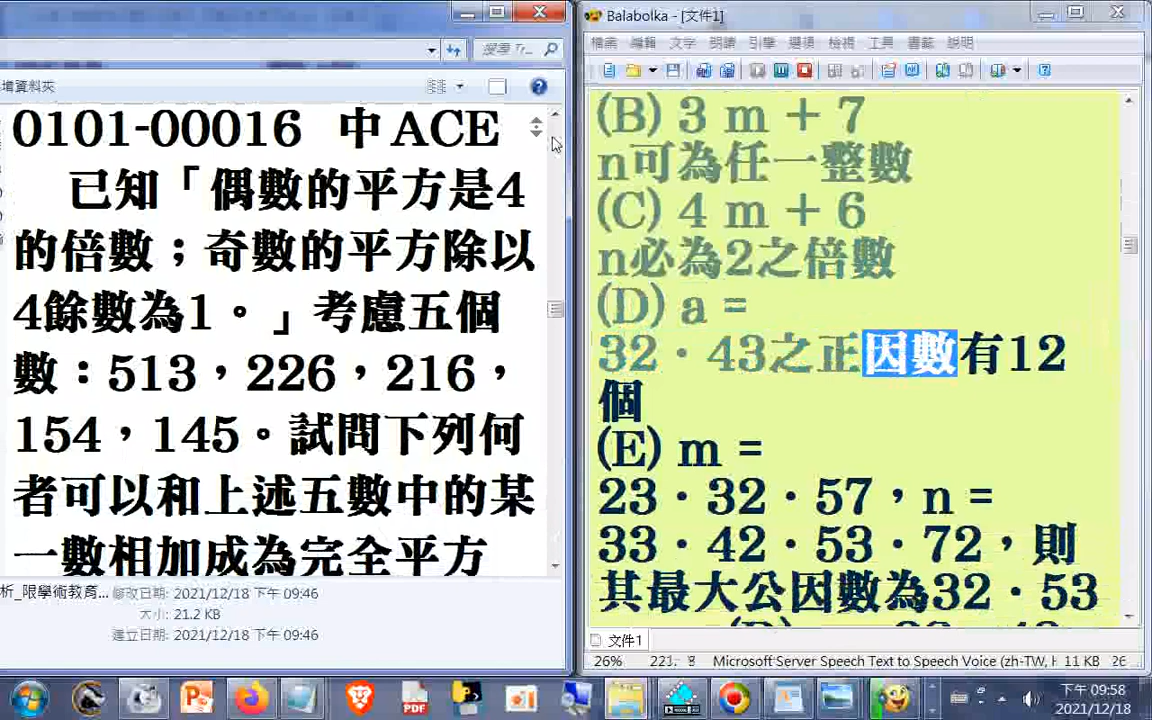 搜尋 Tr...
增資料夾
0101-00016 中ACE
已知「偶數的平方是4
的倍數；奇數的平方除以
4餘數為1。」考慮五個
數：513，226，216，
154，145。試問下列何
者可以和上述五數中的某
一數相加成為完全平方
析_限學術教育... 修改日期: 2021/12/18 下午 09:46
大小: 21.2 KB
建立日期: 2021/12/18 下午 09:46
Balabolka - [文件1]
檔案 編輯 文字 朗讀 引擎 選項 檢視 工具 書籤 說明
(B) 3 m + 7
n可為任一整數
(C) 4 m + 6
n必為2之倍數
(D) a =
32．43之正因數有12
個
(E) m =
23．32．57，n =
33．42．53．72，則
其最大公因數為32．53
文件1
26% 221: 8 Microsoft Server Speech Text to Speech Voice (zh-TW, H 11 KB 26
下午 09:58
2021/12/18